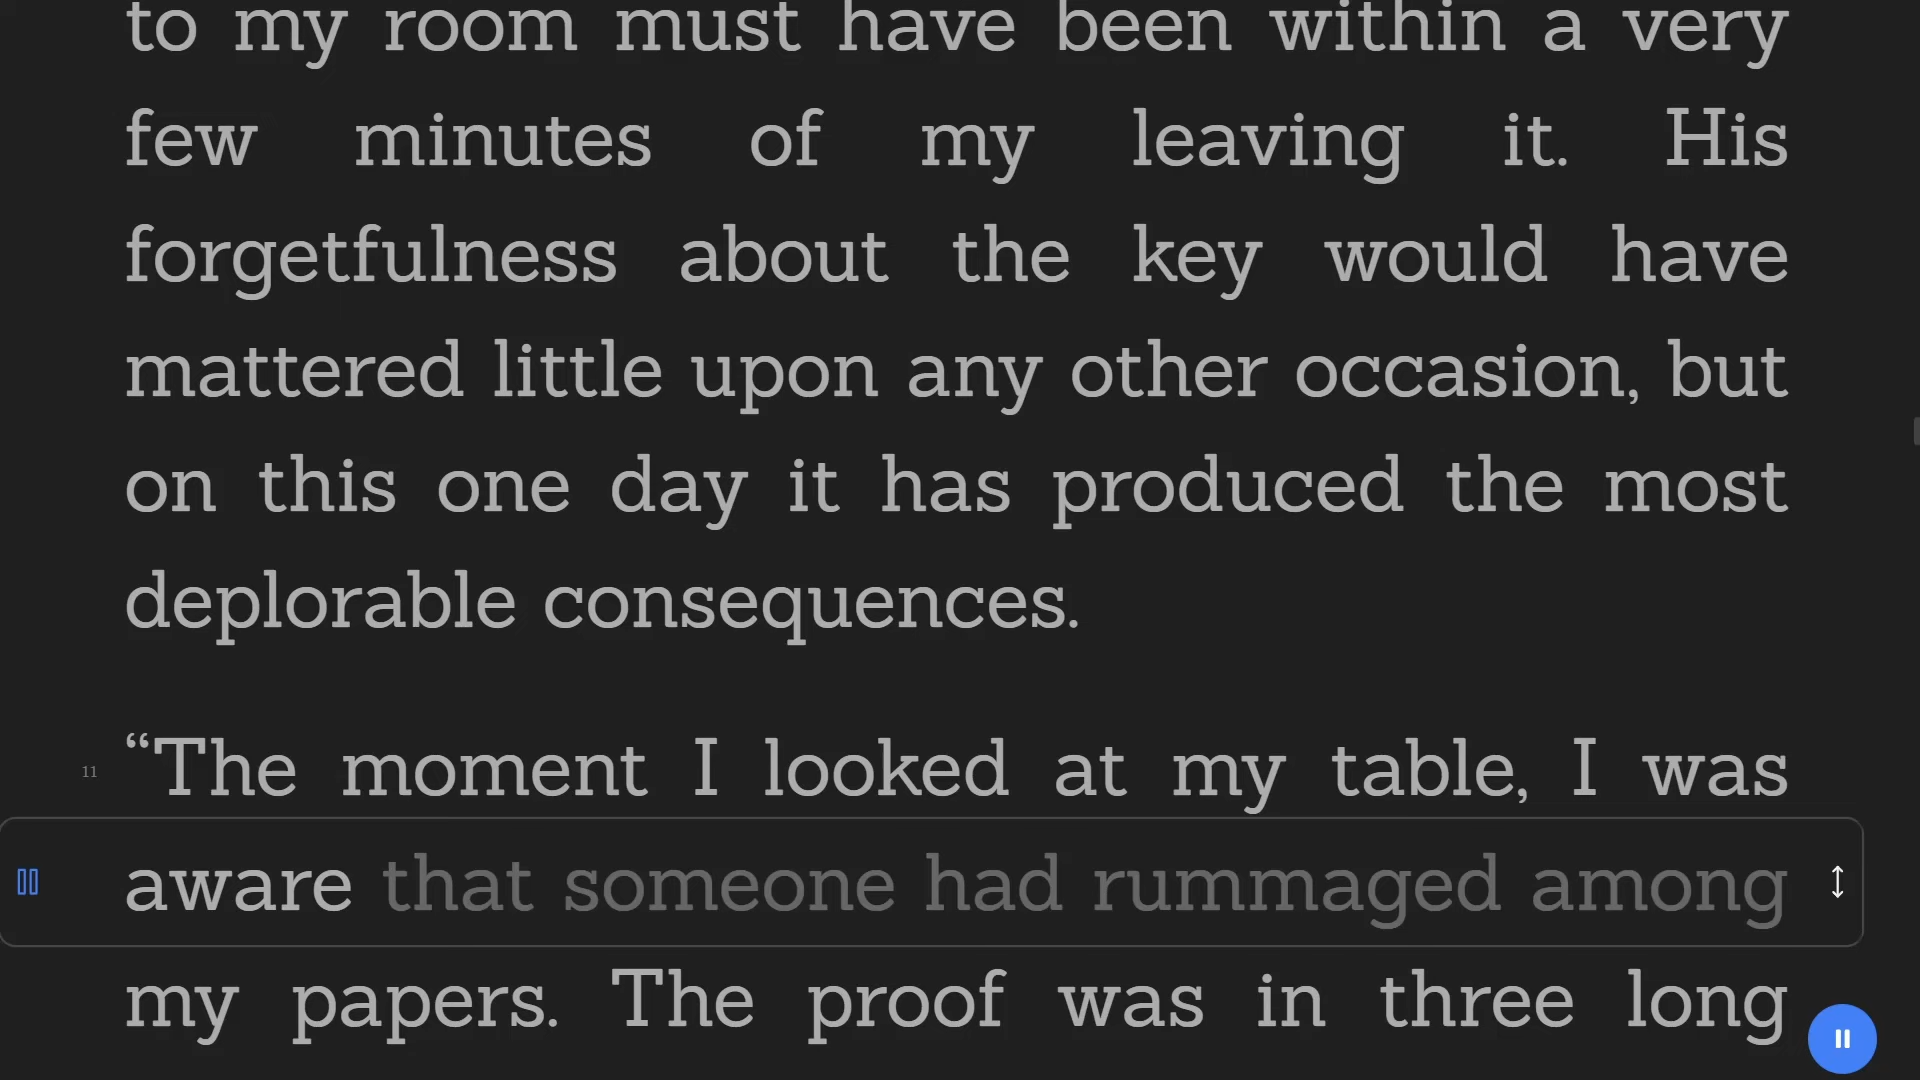 to my room must have been within a very
few minutes of my leaving it. His
forgetfulness about the key would have
mattered little upon any other occasion, but
on this one day it has produced the most
deplorable consequences.
11
“The moment I looked at my table, I was
aware that someone had rummaged among
my papers. The proof was in three long